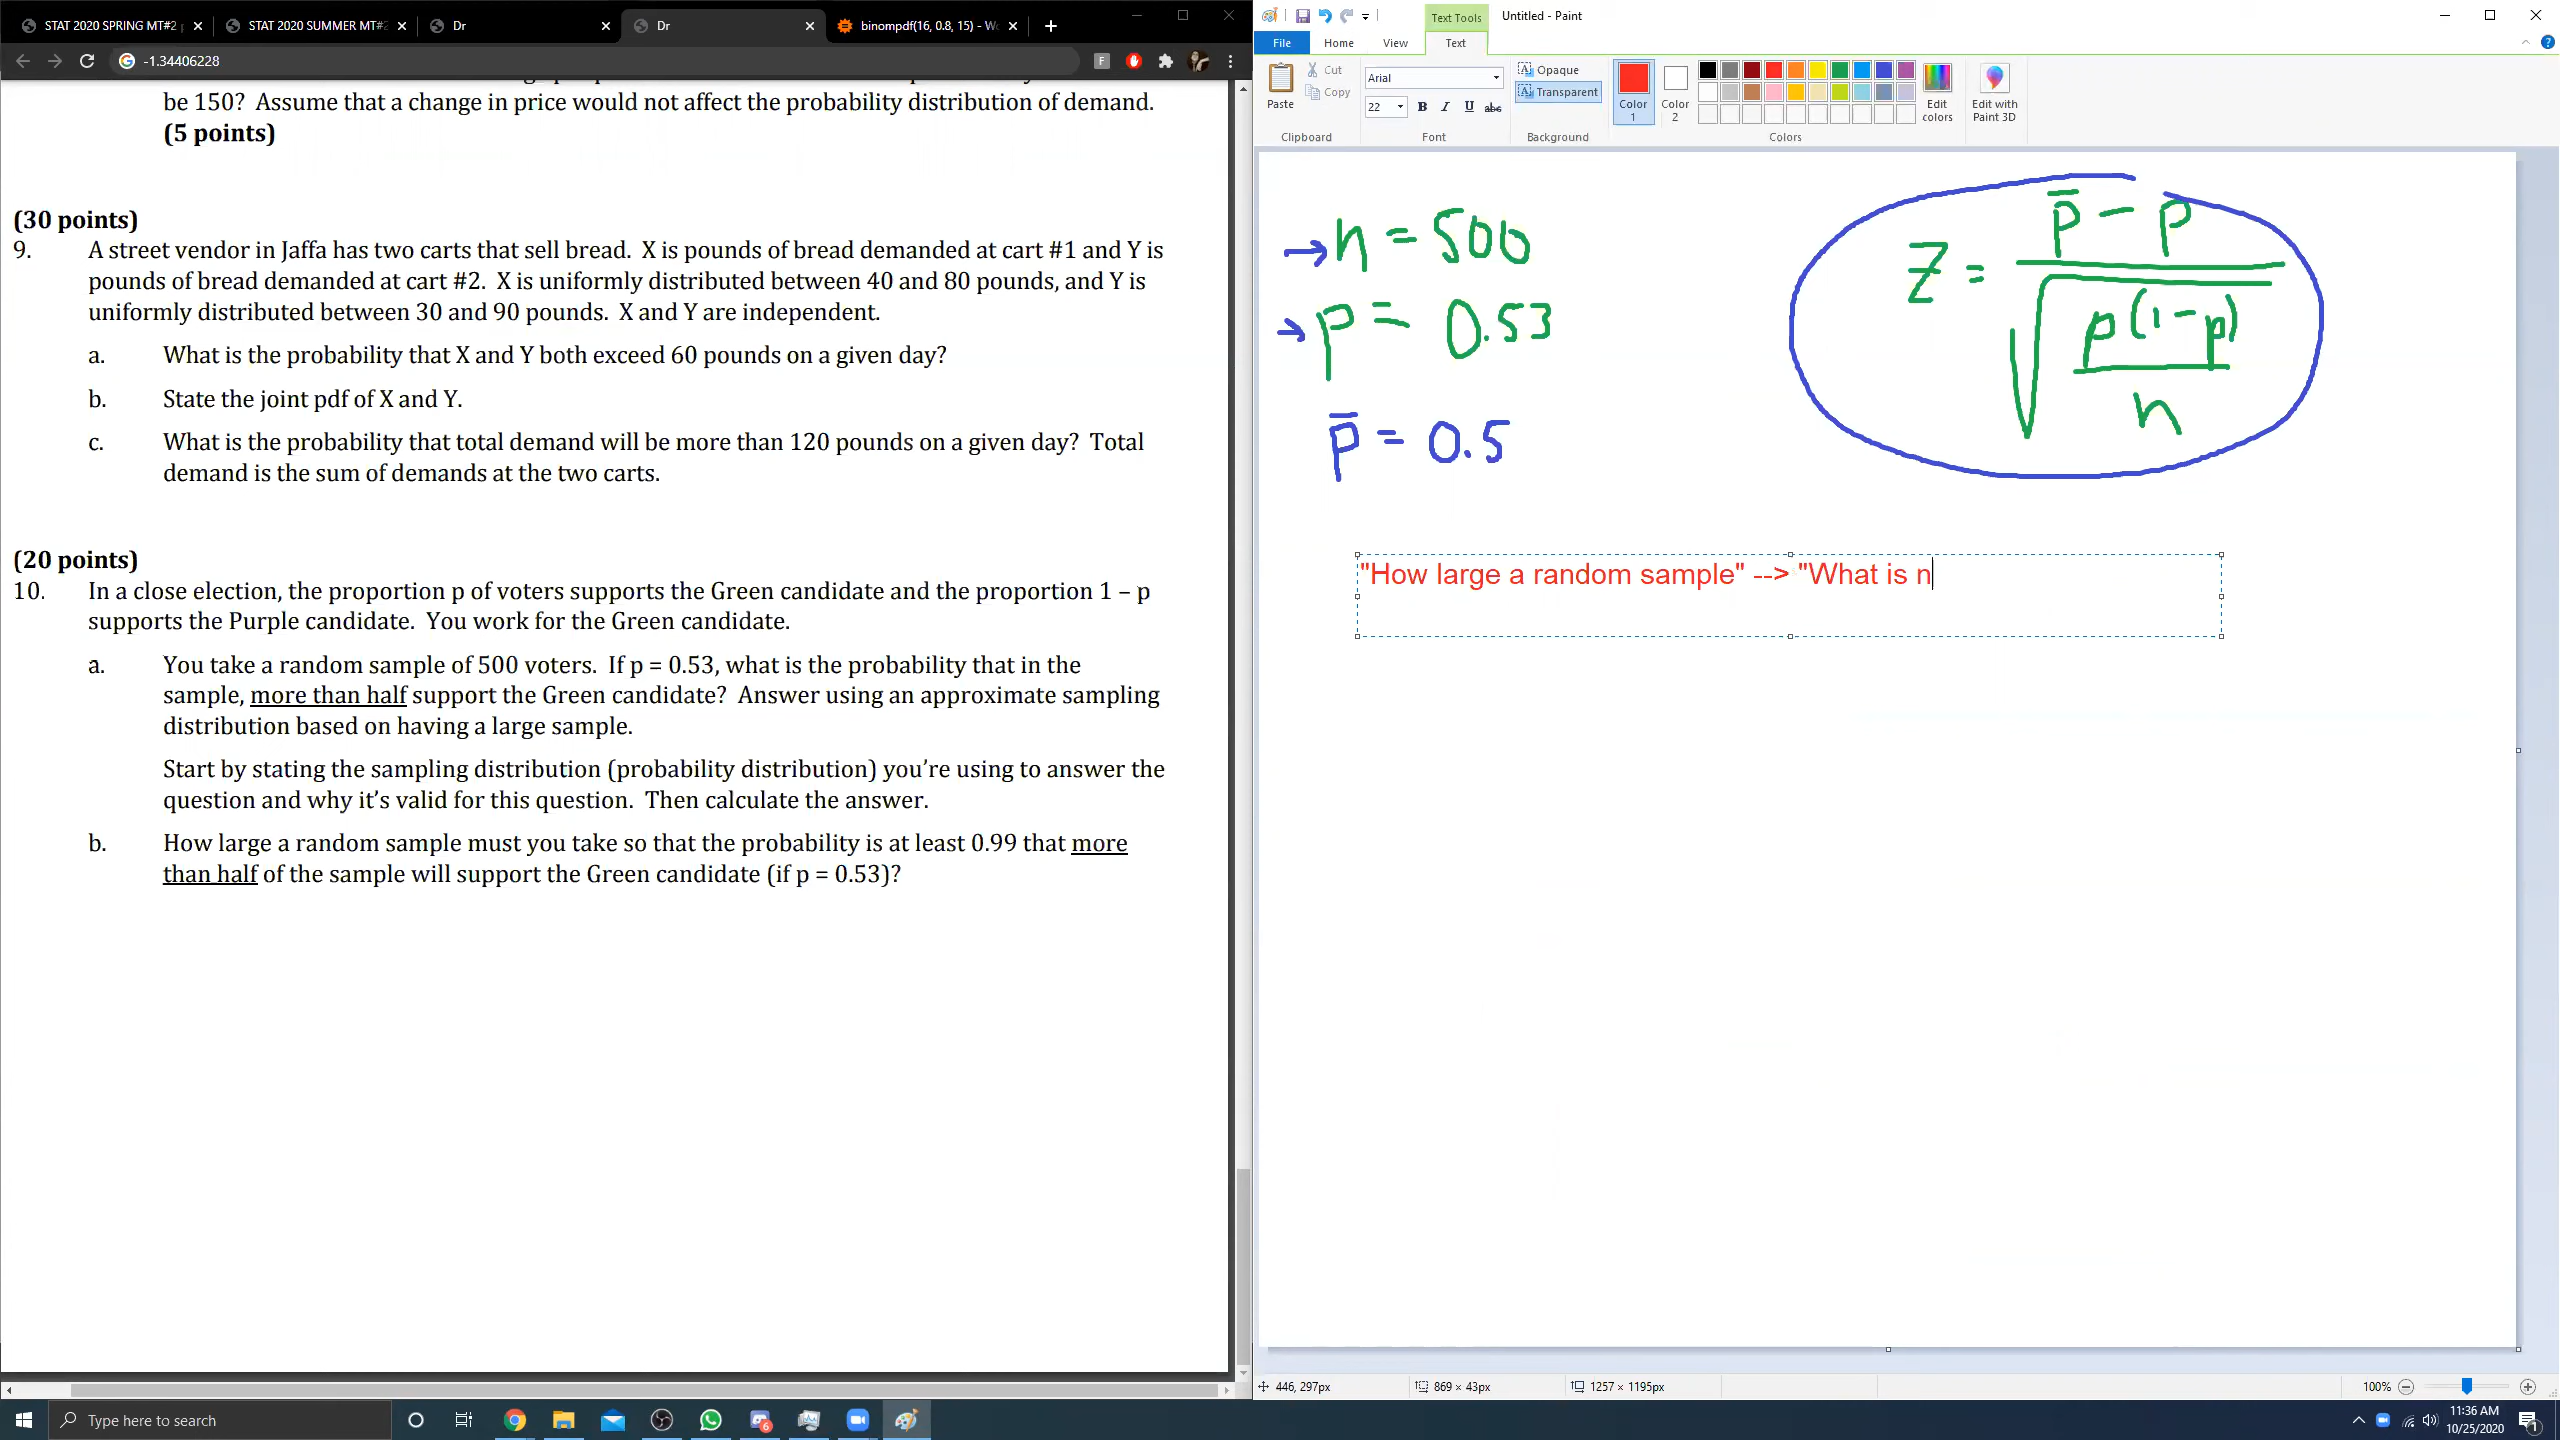 STAT 2020 SPRING MT#2 p
STAT 2020 SUMMER MT#2
Dr
Dr
binompdf(16, 0.8, 15) - Wo
-1.34406228
be 150? Assume that a change in price would not affect the probability distribution of demand.
(5 points)
(30 points)
9. A street vendor in Jaffa has two carts that sell bread. X is pounds of bread demanded at cart #1 and Y is
pounds of bread demanded at cart #2. X is uniformly distributed between 40 and 80 pounds, and Y is
uniformly distributed between 30 and 90 pounds. X and Y are independent.
a. What is the probability that X and Y both exceed 60 pounds on a given day?
b. State the joint pdf of X and Y.
c. What is the probability that total demand will be more than 120 pounds on a given day? Total
demand is the sum of demands at the two carts.
(20 points)
10. In a close election, the proportion p of voters supports the Green candidate and the proportion 1 – p
supports the Purple candidate. You work for the Green candidate.
a. You take a random sample of 500 voters. If p = 0.53, what is the probability that in the
sample, more than half support the Green candidate? Answer using an approximate sampling
distribution based on having a large sample.
Start by stating the sampling distribution (probability distribution) you're using to answer the
question and why it's valid for this question. Then calculate the answer.
b. How large a random sample must you take so that the probability is at least 0.99 that more
than half of the sample will support the Green candidate (if p = 0.53)?
Type here to search
Text Tools
Untitled - Paint
File Home View Text
Paste
Cut
Copy
Clipboard
Arial
22 B I U abc
Font
Opaque
Transparent
Background
Color 1
Color 2
Edit colors
Edit with Paint 3D
Colors
→ n = 500
→ p = 0.53
p̄ = 0.5
Z = p̄ - p
√ p(1-p)
n
"How large a random sample" --> "What is n
446, 297px
869 × 43px
1257 × 1195px
100%
11:36 AM
10/25/2020